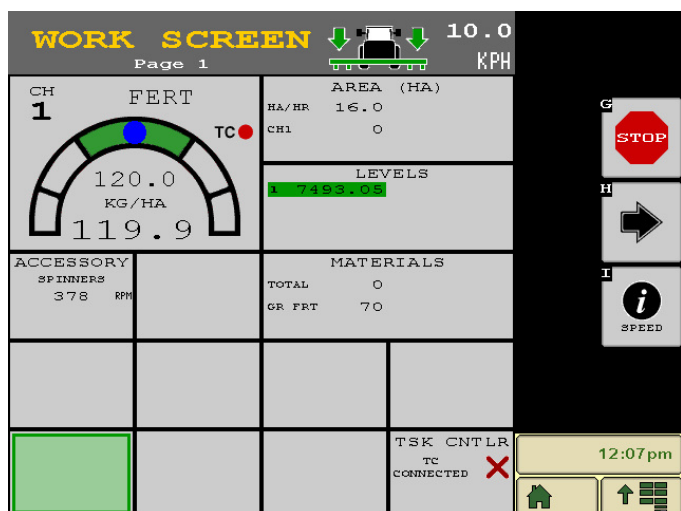 WORK SCREEN
Page 1
10.0
KPH
CH
1
FERT
TC
120.0
KG/HA
119.9
AREA (HA)
HA/HR 16.0
CH1 0
LEVELS
1 7493.05
ACCESSORY
SPINNERS
378 RPM
MATERIALS
TOTAL 0
GR FRT 70
TSK CNTLR
TC
CONNECTED
G
STOP
H
I
i
SPEED
12:07pm